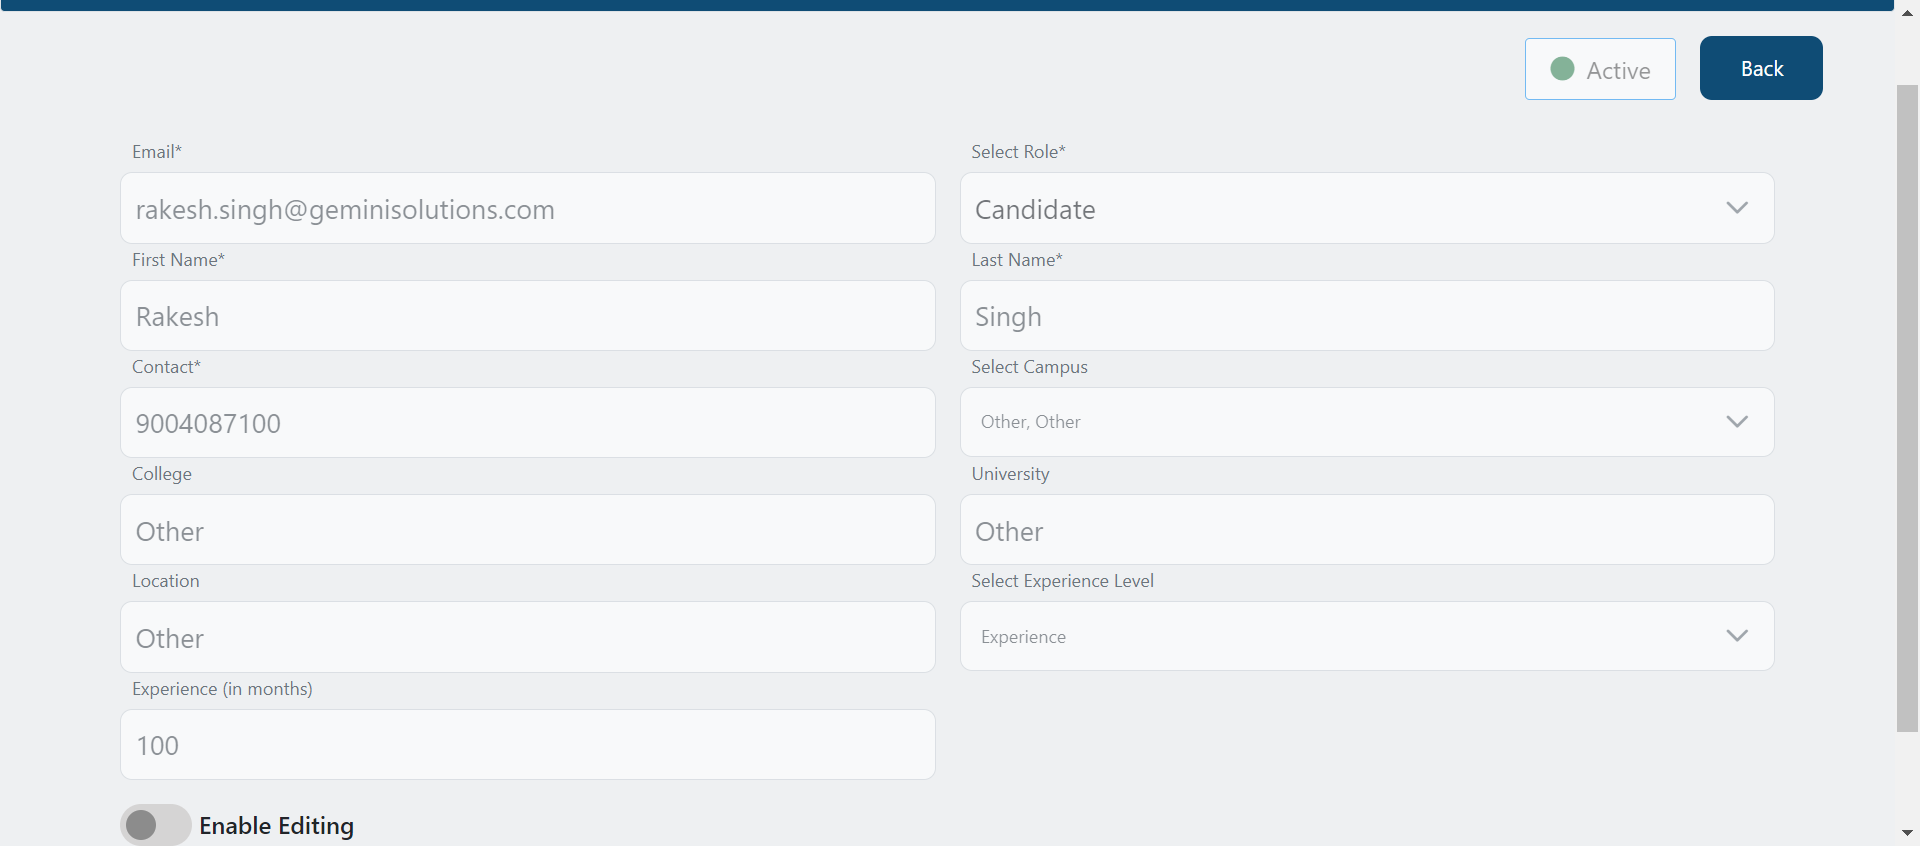 Active
Back
Email*
Select Role*
rakesh.singh@geminisolutions.com
Candidate
First Name*
Last Name*
Rakesh
Singh
Contact*
Select Campus
9004087100
Other, Other
College
University
Other
Other
Location
Select Experience Level
Other
Experience
Experience (in months)
100
Enable Editing